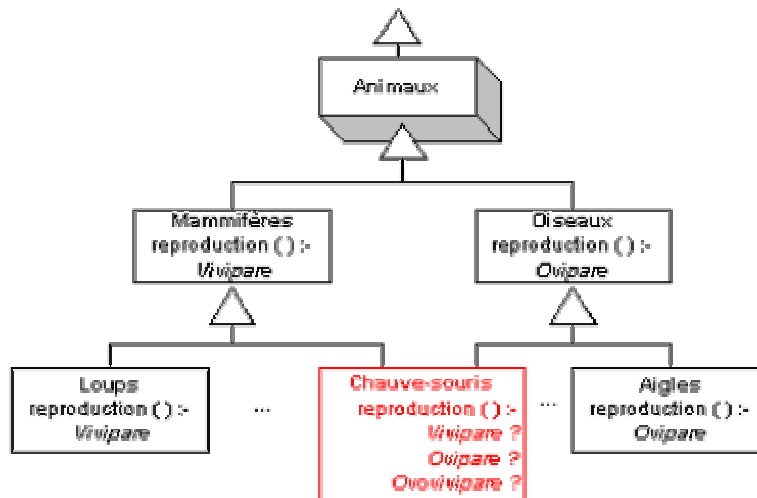 Animaux
Mammifères
reproduction ( ) :-
Vivipare
Oiseaux
reproduction ( ) :-
Ovipare
Loups
reproduction ( ) :-
Vivipare
...
Chauve-souris
reproduction ( ) :-
Vivipare ?
Ovipare ?
Ovovivipare ?
...
Aigles
reproduction ( ) :-
Ovipare